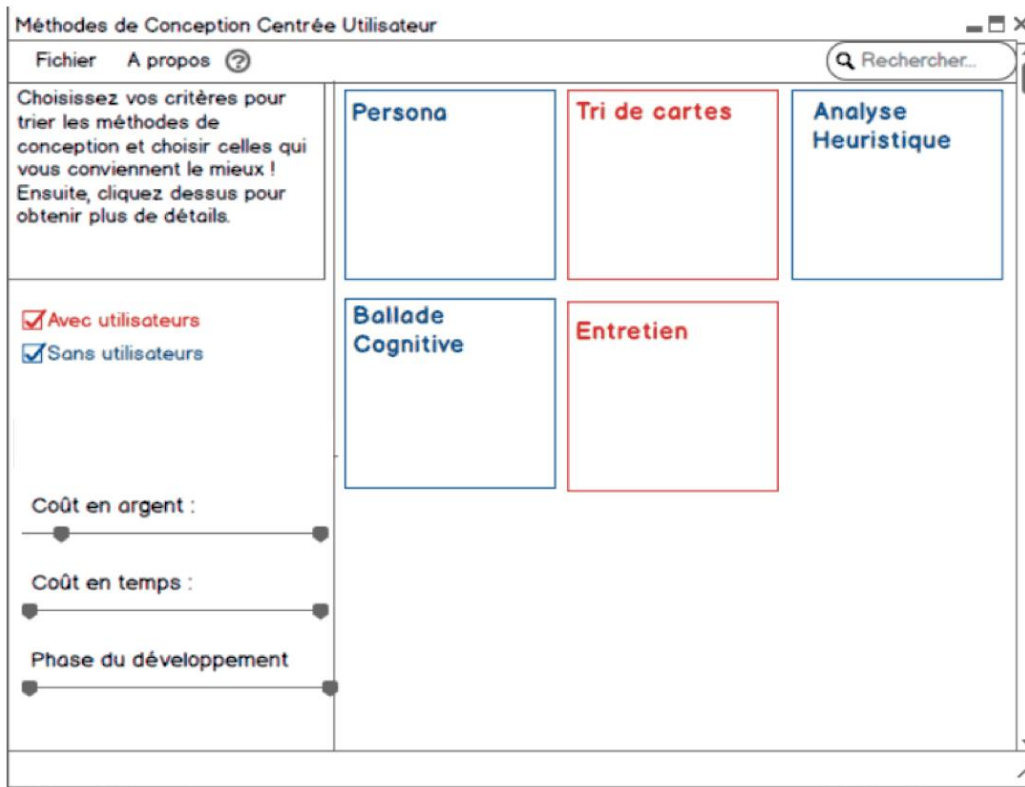 Méthodes de Conception Centrée Utilisateur
Fichier A propos ?
Rechercher...
Choisissez vos critères pour
trier les méthodes de
conception et choisir celles qui
vous conviennent le mieux !
Ensuite, cliquez dessus pour
obtenir plus de détails.
Persona
Tri de cartes
Analyse
Heuristique
Avec utilisateurs
Sans utilisateurs
Ballade
Cognitive
Entretien
Coût en argent :
Coût en temps :
Phase du développement